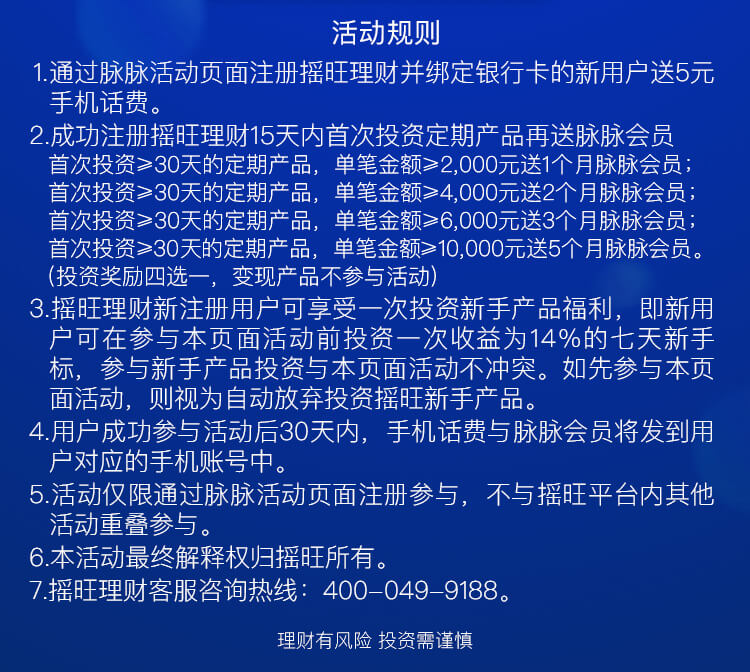 活动规则
1.通过脉脉活动页面注册摇旺理财并绑定银行卡的新用户送5元
手机话费。
2.成功注册摇旺理财15天内首次投资定期产品再送脉脉会员
首次投资≥30天的定期产品，单笔金额≥2,000元送1个月脉脉会员；
首次投资≥30天的定期产品，单笔金额≥4,000元送2个月脉脉会员；
首次投资≥30天的定期产品，单笔金额≥6,000元送3个月脉脉会员；
首次投资≥30天的定期产品，单笔金额≥10,000元送5个月脉脉会员。
(投资奖励四选一，变现产品不参与活动)
3.摇旺理财新注册用户可享受一次投资新手产品福利，即新用
户可在参与本页面活动前投资一次收益为14%的七天新手
标，参与新手产品投资与本页面活动不冲突。如先参与本页
面活动，则视为自动放弃投资摇旺新手产品。
4.用户成功参与活动后30天内，手机话费与脉脉会员将发到用
户对应的手机账号中。
5.活动仅限通过脉脉活动页面注册参与，不与摇旺平台内其他
活动重叠参与。
6.本活动最终解释权归摇旺所有。
7.摇旺理财客服咨询热线：400-049-9188。
理财有风险 投资需谨慎